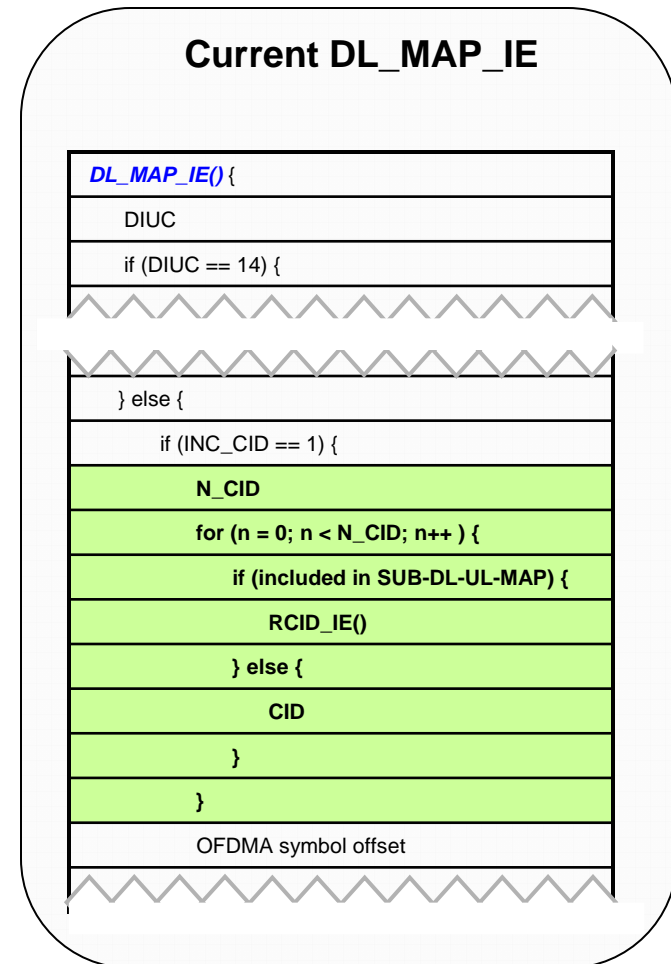 Current DL_MAP_IE
DL_MAP_IE() {
DIUC
if (DIUC == 14) {
} else {
if (INC_CID == 1) {
N_CID
for (n = 0; n < N_CID; n++ ) {
if (included in SUB-DL-UL-MAP) {
RCID_IE()
} else {
CID
}
}
OFDMA symbol offset